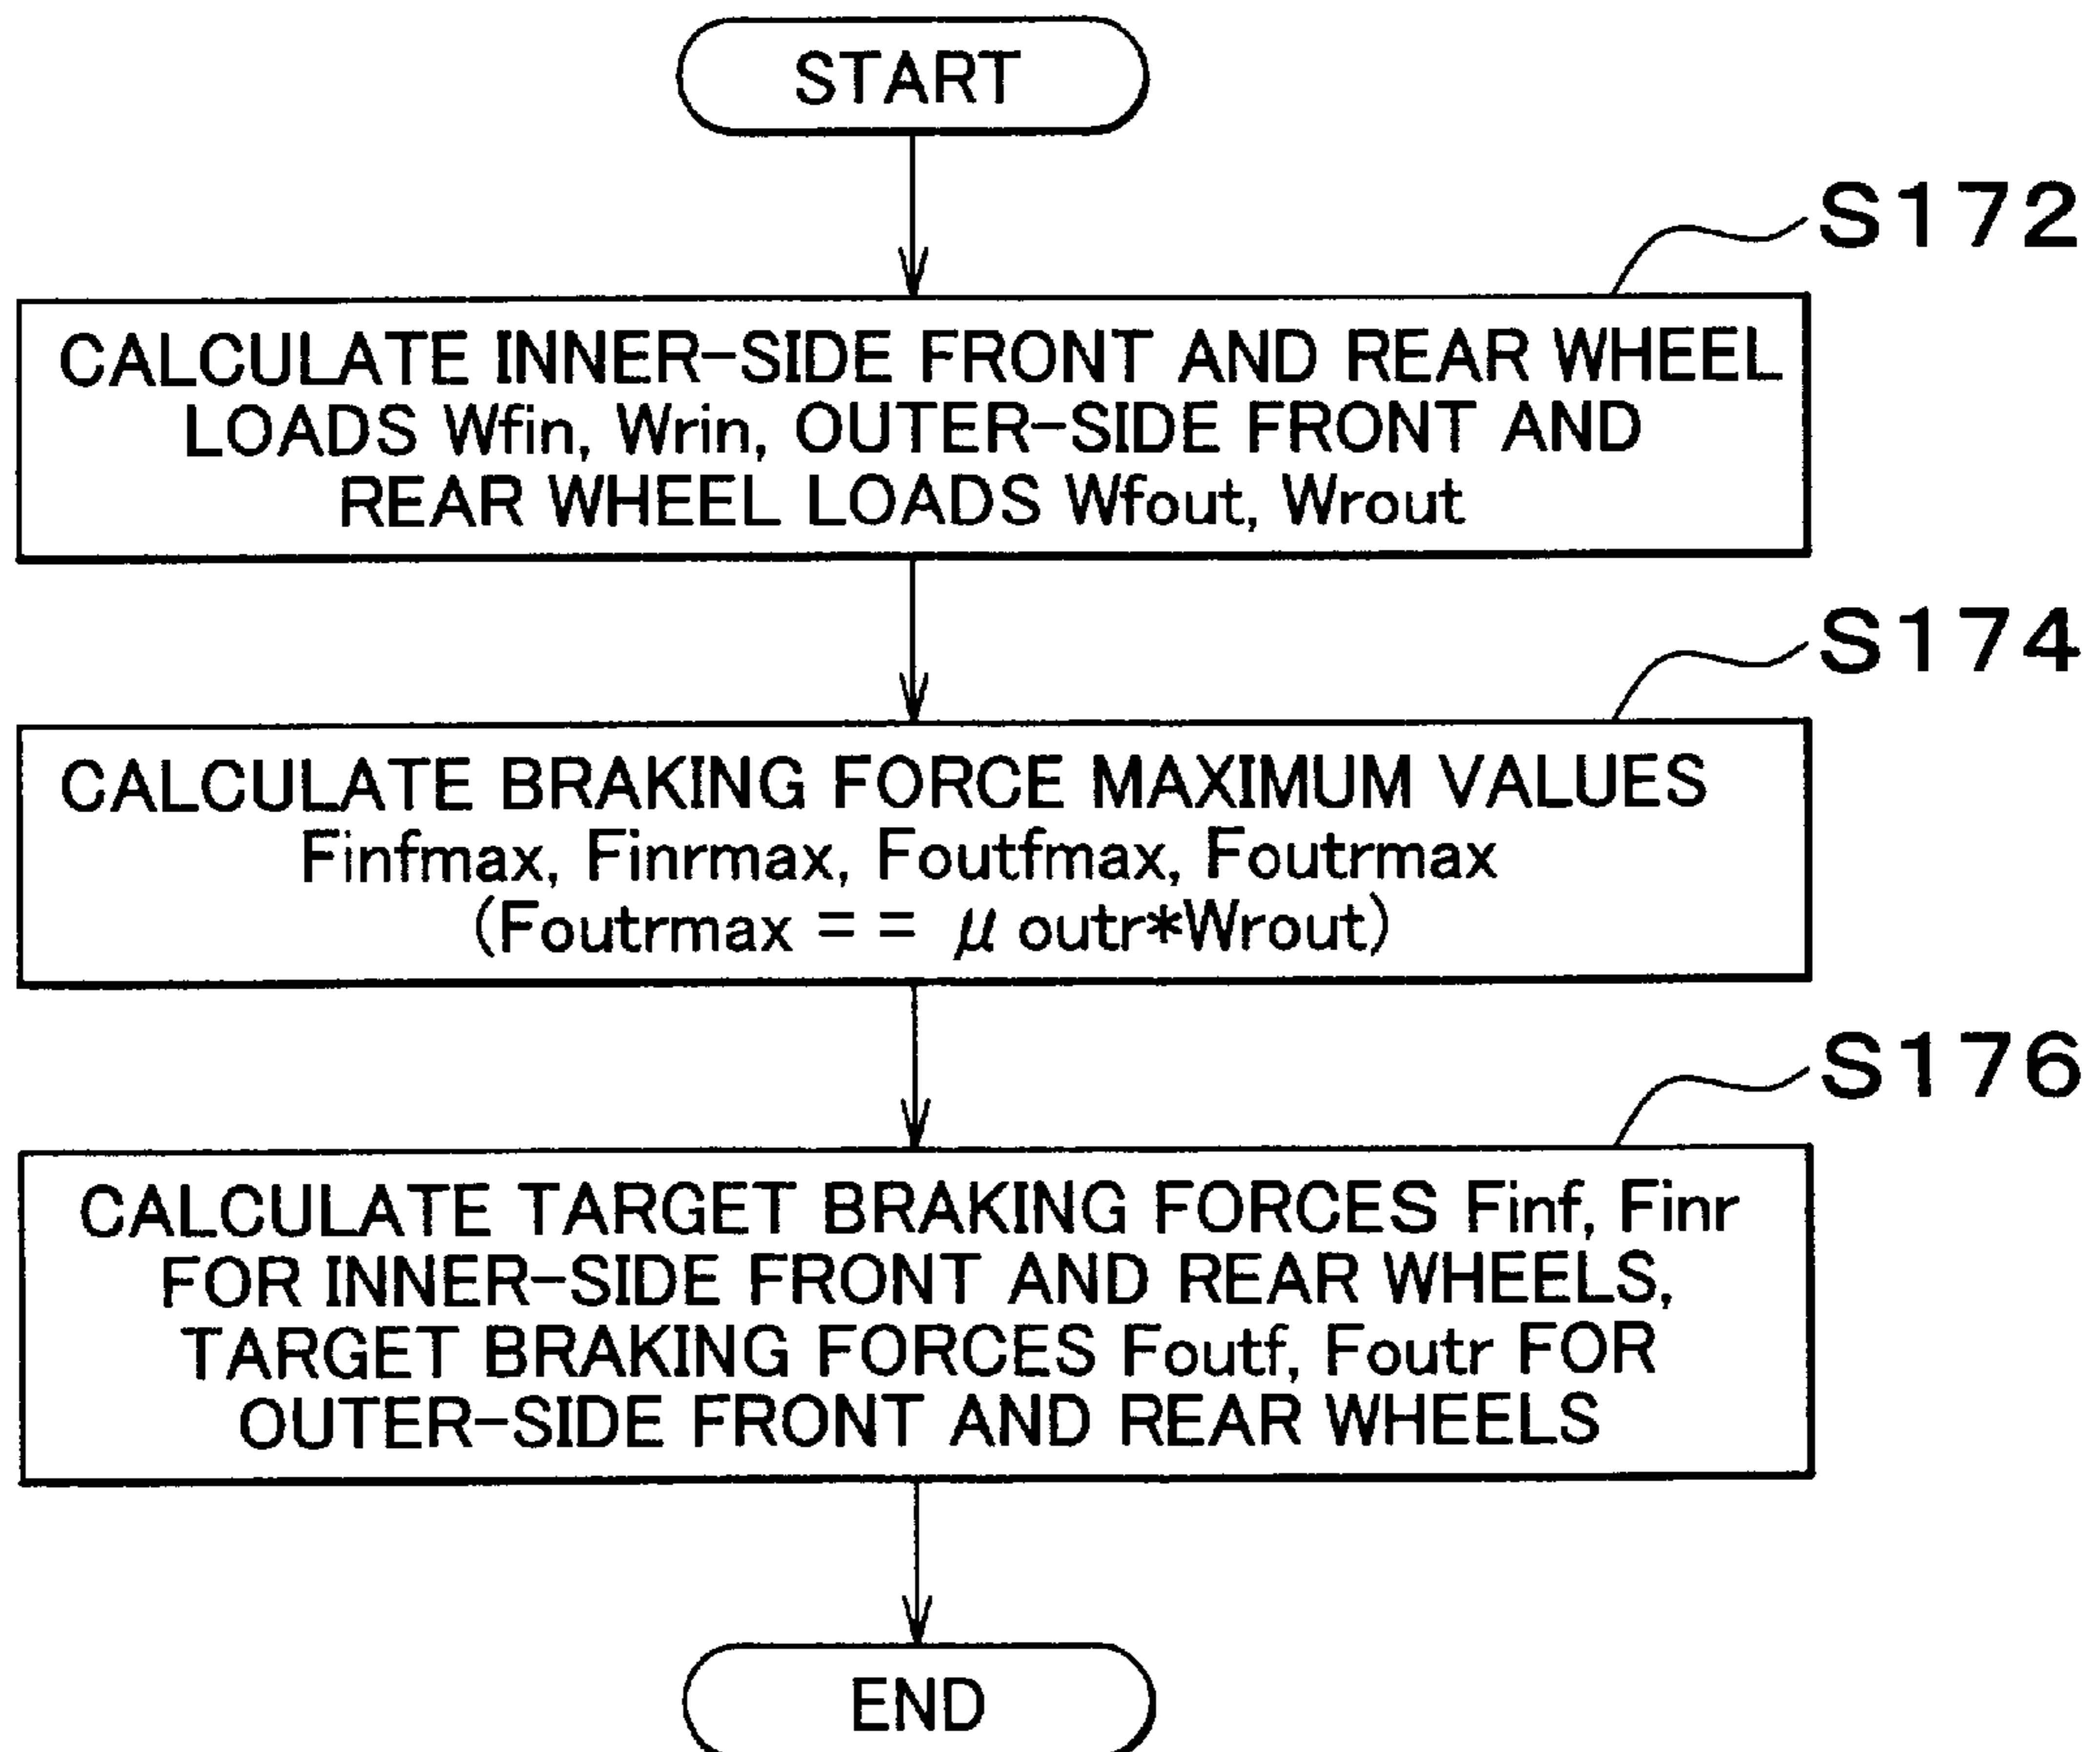 START
S172
CALCULATE INNER-SIDE FRONT AND REAR WHEEL
LOADS Wfin, Wrin, OUTER-SIDE FRONT AND
REAR WHEEL LOADS Wfout, Wrout
S174
CALCULATE BRAKING FORCE MAXIMUM VALUES
Finfmax, Finrmax, Foutfmax, Foutrmax
(Foutrmax = = μ outr*Wrout)
S176
CALCULATE TARGET BRAKING FORCES Finf, Finr
FOR INNER-SIDE FRONT AND REAR WHEELS,
TARGET BRAKING FORCES Foutf, Foutr FOR
OUTER-SIDE FRONT AND REAR WHEELS
END